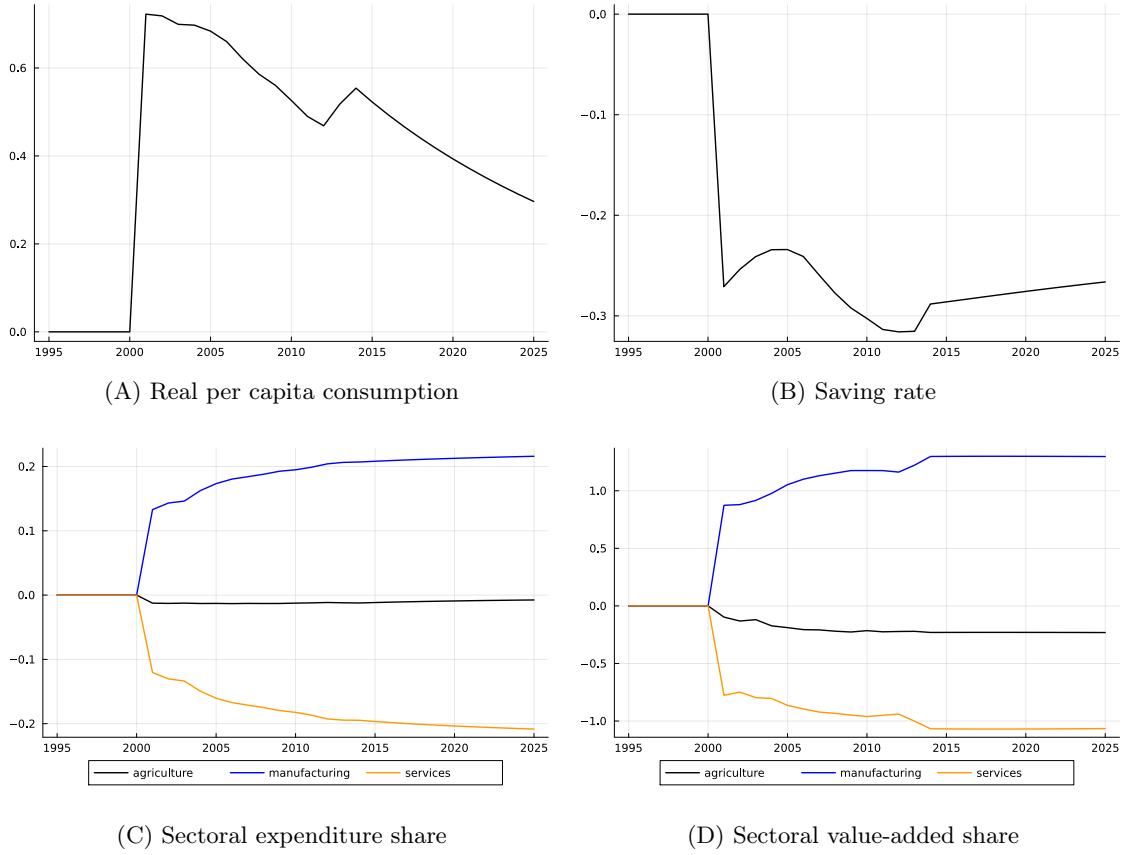 0.6
0.4
0.2
0.0
1995 2000 2005 2010 2015 2020 2025
(A) Real per capita consumption
0.0
−0.1
−0.2
−0.3
1995 2000 2005 2010 2015 2020 2025
(B) Saving rate
0.2
0.1
0.0
−0.1
−0.2
1995 2000 2005 2010 2015 2020 2025
agriculture manufacturing services
(C) Sectoral expenditure share
1.0
0.5
0.0
−0.5
−1.0
1995 2000 2005 2010 2015 2020 2025
agriculture manufacturing services
(D) Sectoral value-added share